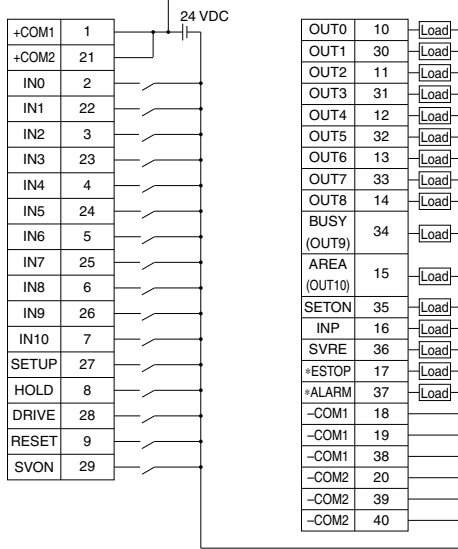 24 VDC
+COM1 1
+COM2 21
IN0 2
IN1 22
IN2 3
IN3 23
IN4 4
IN5 24
IN6 5
IN7 25
IN8 6
IN9 26
IN10 7
SETUP 27
HOLD 8
DRIVE 28
RESET 9
SVON 29
OUT0 10 Load
OUT1 30 Load
OUT2 11 Load
OUT3 31 Load
OUT4 12 Load
OUT5 32 Load
OUT6 13 Load
OUT7 33 Load
OUT8 14 Load
BUSY
(OUT9) 34 Load
AREA
(OUT10) 15 Load
SETON 35 Load
INP 16 Load
SVRE 36 Load
*ESTOP 17 Load
*ALARM 37 Load
–COM1 18
–COM1 19
–COM1 38
–COM2 20
–COM2 39
–COM2 40